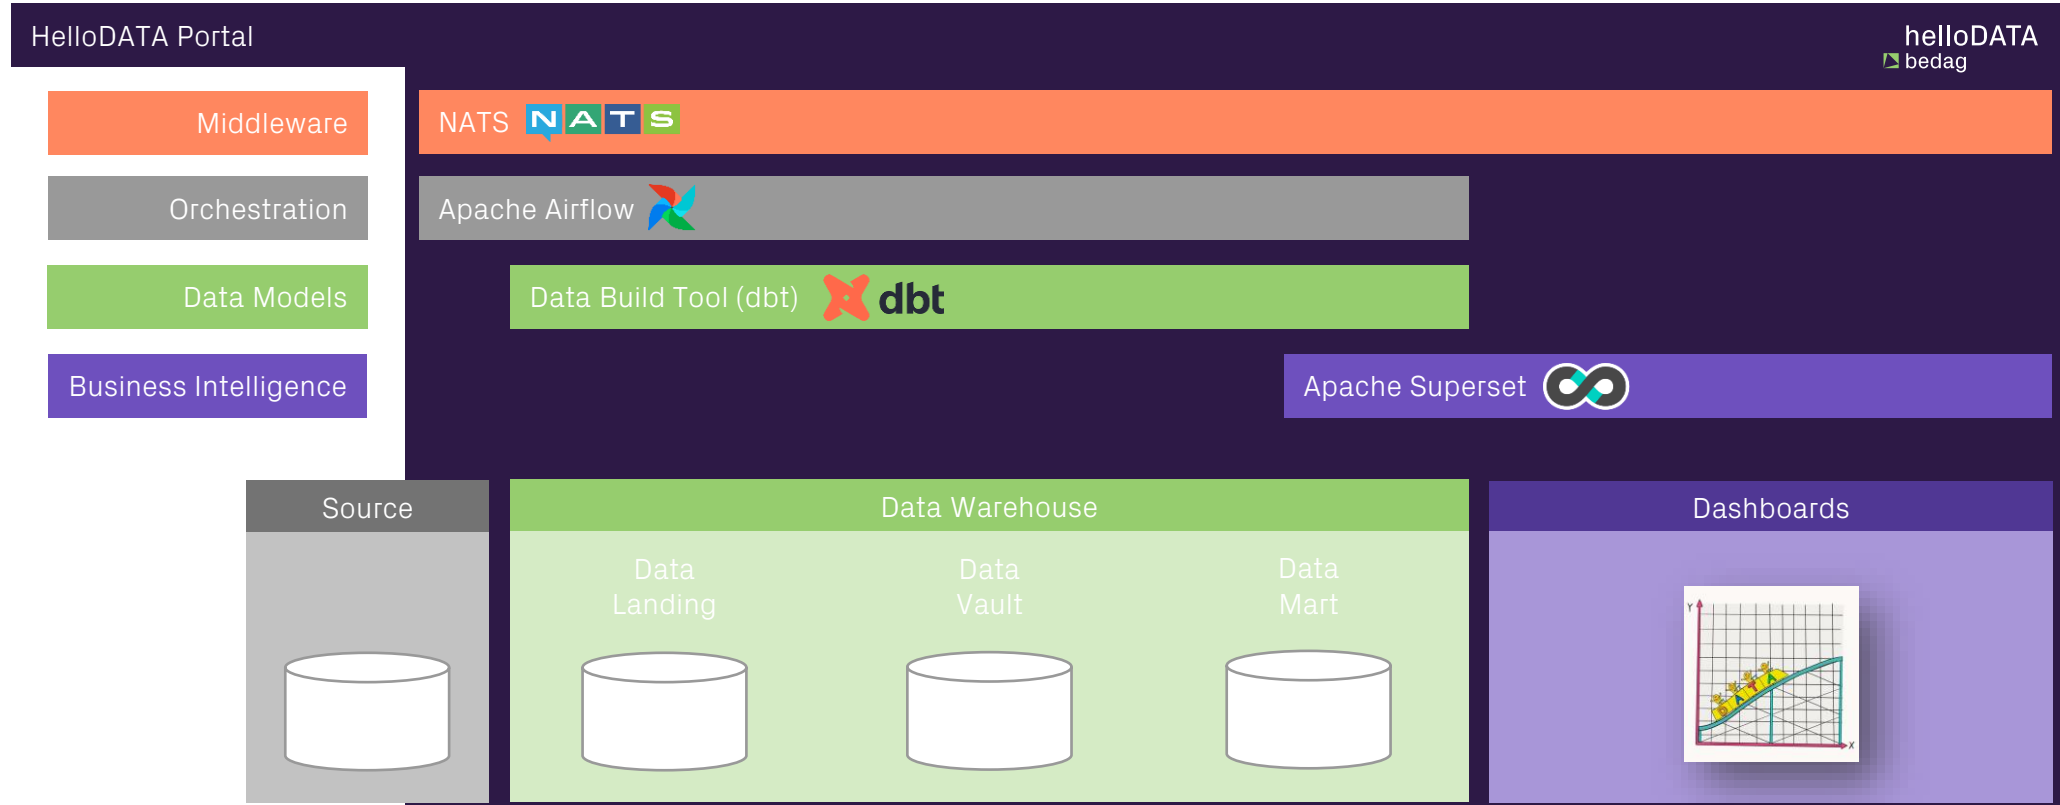 HelloDATA Portal
helloDATA
bedag
Middleware
NATS NATS
Orchestration
Apache Airflow
Data Models
Data Build Tool (dbt) dbt
Business Intelligence
Apache Superset
Source
Data Warehouse
Dashboards
Data
Landing
Data
Vault
Data
Mart
Y
DATA
X